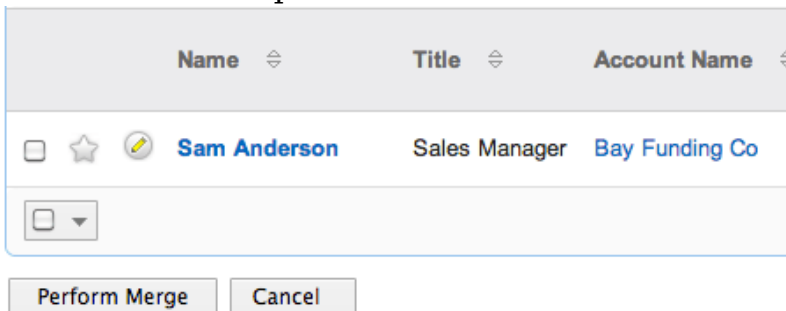 Name Title Account Name
Sam Anderson Sales Manager Bay Funding Co
Perform Merge Cancel